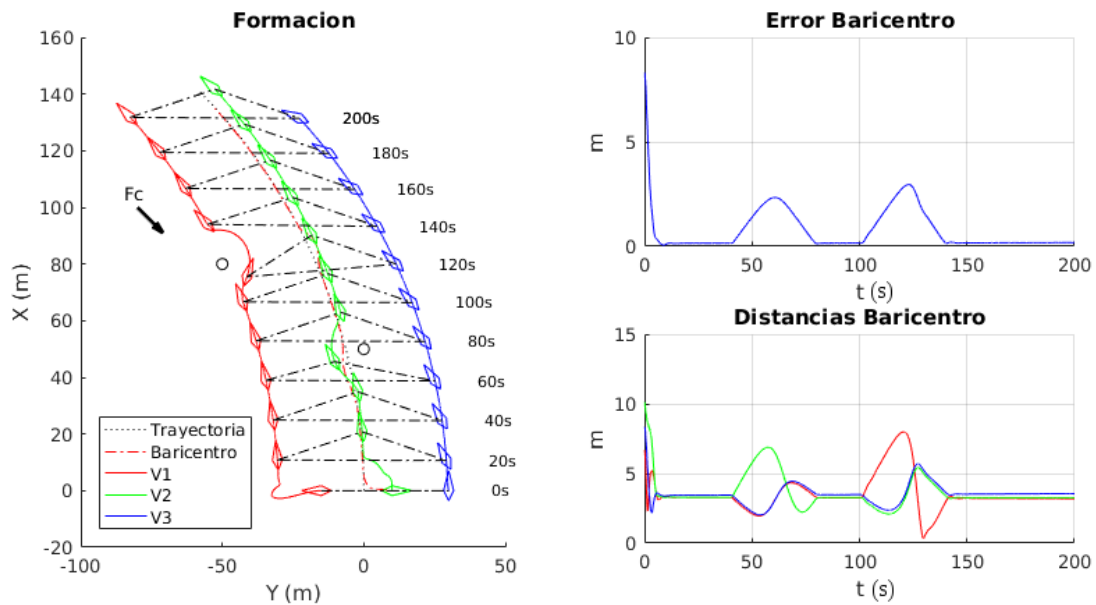 Formacion
160
140
120
100
80
60
40
20
0
-20
X (m)
-100
-50
0
50
Y (m)
Fc
200s
180s
160s
140s
120s
100s
80s
60s
40s
20s
0s
Trayectoria
Baricentro
V1
V2
V3
Error Baricentro
10
5
0
m
0
50
100
150
200
t (s)
Distancias Baricentro
15
10
5
0
m
0
50
100
150
200
t (s)